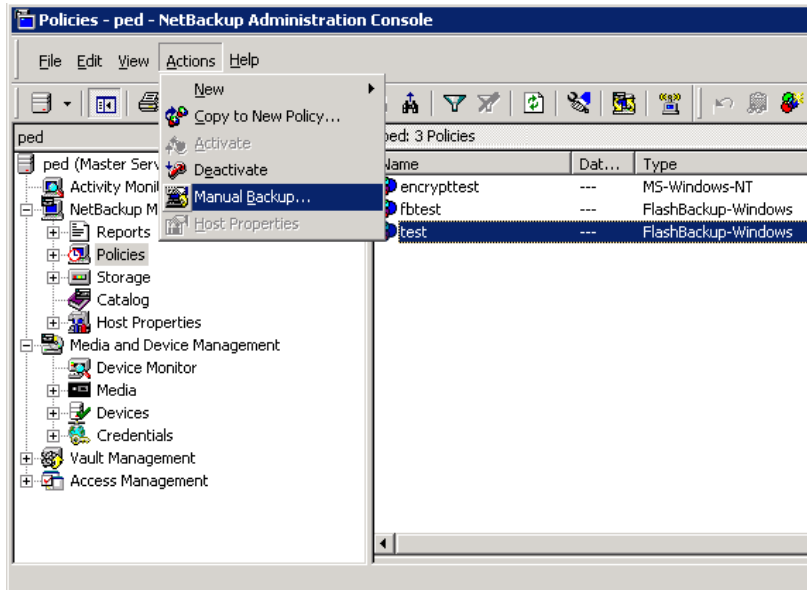 Policies - ped - NetBackup Administration Console
File Edit View Actions Help
New
Copy to New Policy...
Activate
Deactivate
Manual Backup...
Host Properties
ped
ped: 3 Policies
Name Dat... Type
encrypttest --- MS-Windows-NT
fbtest --- FlashBackup-Windows
test --- FlashBackup-Windows
ped (Master Serv
Activity Moni
NetBackup M
Reports
Policies
Storage
Catalog
Host Properties
Media and Device Management
Device Monitor
Media
Devices
Credentials
Vault Management
Access Management